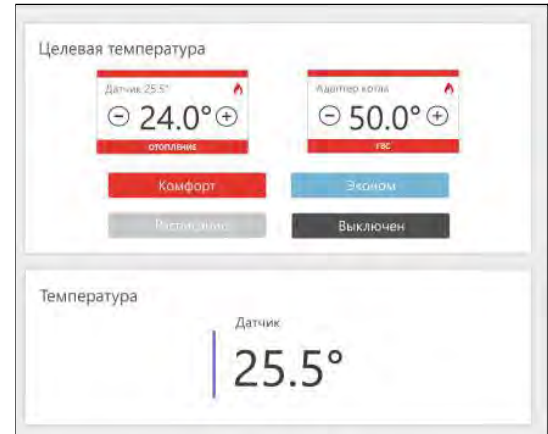 Целевая температура
Датчик 25.5°
24.0°
отопление
Адаптер котла
50.0°
гвс
Комфорт
Эконом
Расписание
Выключен
Температура
Датчик
25.5°